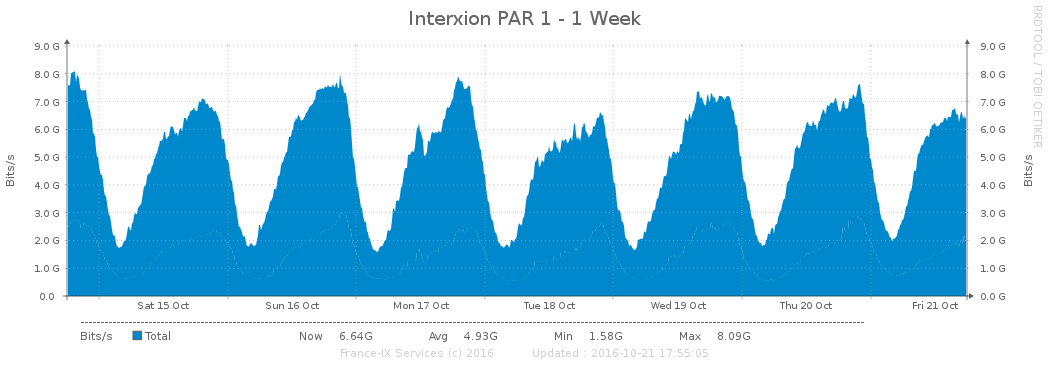 Interxion PAR 1 - 1 Week
RRDTOOL / TOBI OETIKER
Bits/s
9.0 G 9.0 G
8.0 G 8.0 G
7.0 G 7.0 G
6.0 G 6.0 G
5.0 G 5.0 G
4.0 G 4.0 G
3.0 G 3.0 G
2.0 G 2.0 G
1.0 G 1.0 G
0.0 0.0 G
Bits/s
Sat 15 Oct Sun 16 Oct Mon 17 Oct Tue 18 Oct Wed 19 Oct Thu 20 Oct Fri 21 Oct
Bits/s Total Now 6.64G Avg 4.93G Min 1.58G Max 8.09G
France-IX Services (c) 2016 Updated : 2016-10-21 17:55:05